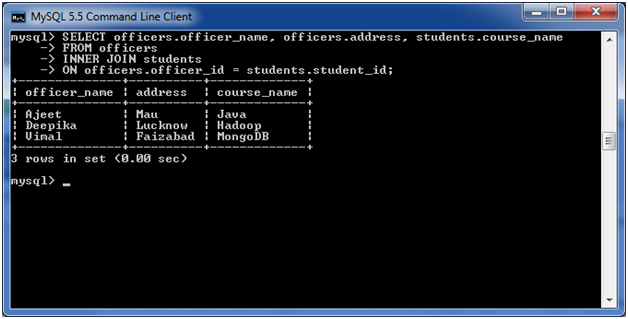 MySQL 5.5 Command Line Client
mysql> SELECT officers.officer_name, officers.address, students.course_name
    -> FROM officers
    -> INNER JOIN students
    -> ON officers.officer_id = students.student_id;
+--------------+----------+-------------+
| officer_name | address  | course_name |
+--------------+----------+-------------+
| Ajeet        | Mau      | Java        |
| Deepika      | Lucknow  | Hadoop      |
| Vimal        | Faizabad | MongoDB     |
+--------------+----------+-------------+
3 rows in set (0.00 sec)
mysql> _